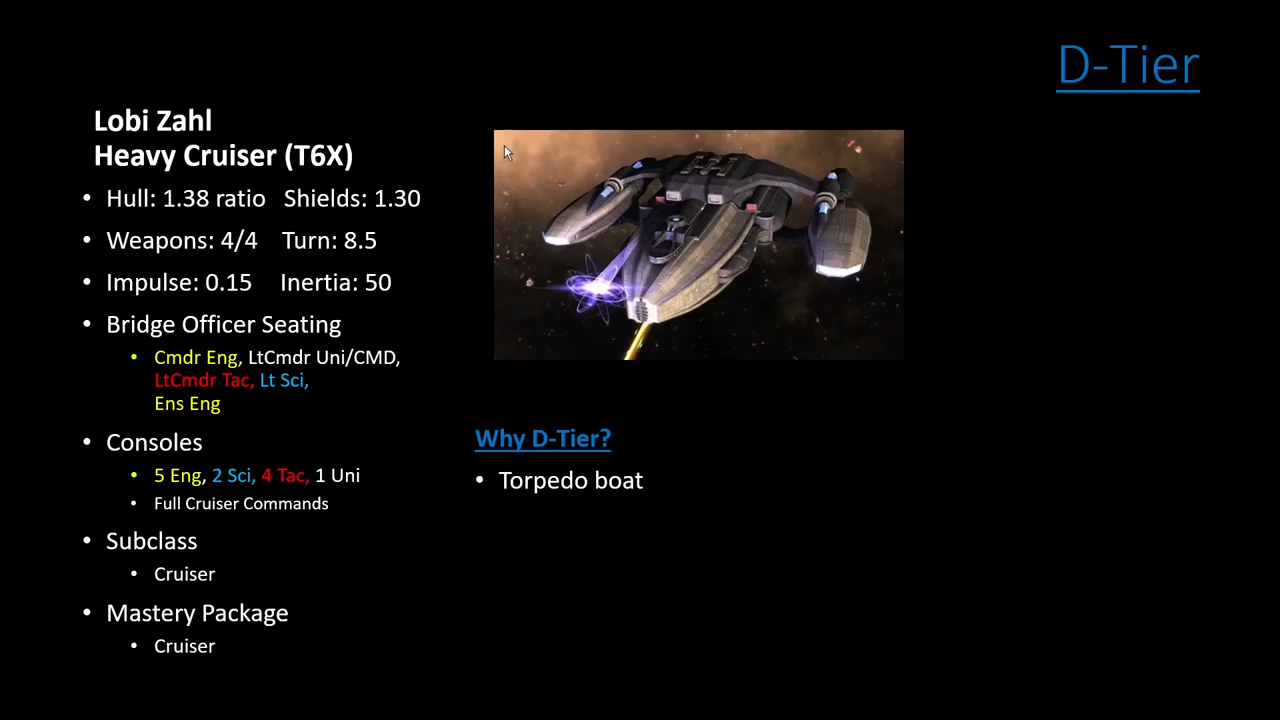 D-Tier
Lobi Zahl
Heavy Cruiser (T6X)
• Hull: 1.38 ratio Shields: 1.30
• Weapons: 4/4 Turn: 8.5
• Impulse: 0.15 Inertia: 50
• Bridge Officer Seating
• Cmdr Eng, LtCmdr Uni/CMD,
LtCmdr Tac, Lt Sci,
Ens Eng
• Consoles
• 5 Eng, 2 Sci, 4 Tac, 1 Uni
• Full Cruiser Commands
• Subclass
• Cruiser
• Mastery Package
• Cruiser
Why D-Tier?
• Torpedo boat